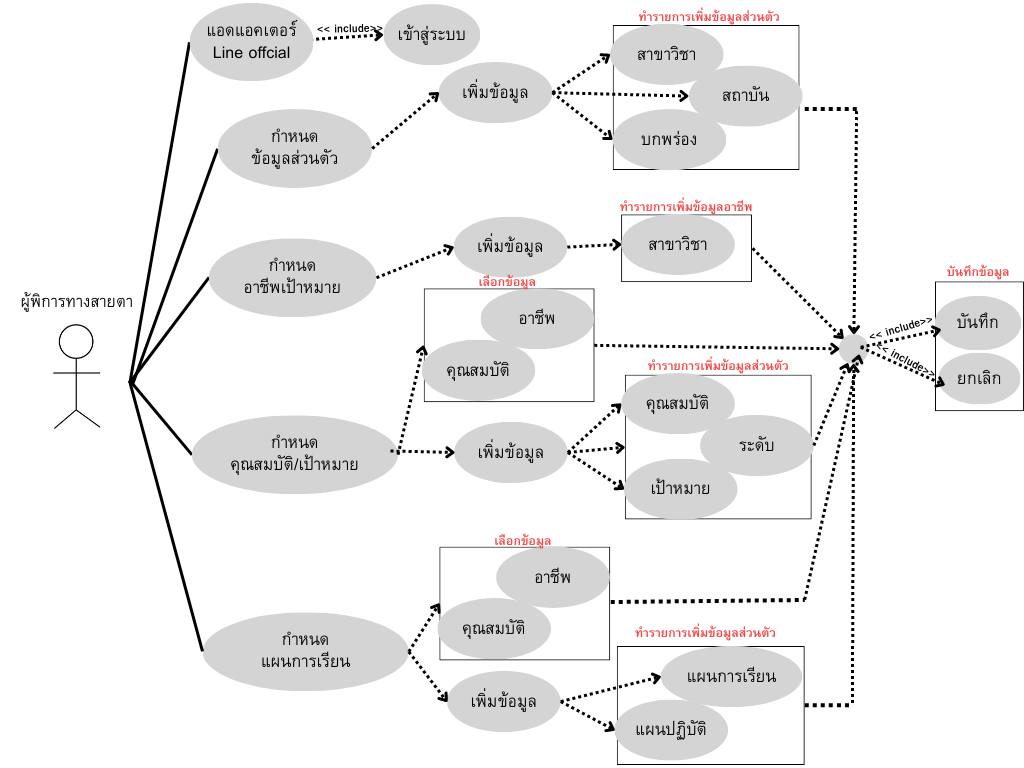 ทำรายการเพิ่มข้อมูลส่วนตัว
แอดแอคเตอร์
Line offcial
<< include>>
เข้าสู่ระบบ
สาขาวิชา
เพิ่มข้อมูล
สถาบัน
กำหนด
ข้อมูลส่วนตัว
บกพร่อง
ทำรายการเพิ่มข้อมูลอาชีพ
เพิ่มข้อมูล
สาขาวิชา
กำหนด
อาชีพเป้าหมาย
เลือกข้อมูล
บันทึกข้อมูล
ผู้พิการทางสายตา
อาชีพ
<< include>>
บันทึก
คุณสมบัติ
<< include>>
ยกเลิก
ทำรายการเพิ่มข้อมูลส่วนตัว
คุณสมบัติ
กำหนด
คุณสมบัติ/เป้าหมาย
เพิ่มข้อมูล
ระดับ
เป้าหมาย
เลือกข้อมูล
อาชีพ
คุณสมบัติ
ทำรายการเพิ่มข้อมูลส่วนตัว
กำหนด
แผนการเรียน
แผนการเรียน
เพิ่มข้อมูล
แผนปฏิบัติ